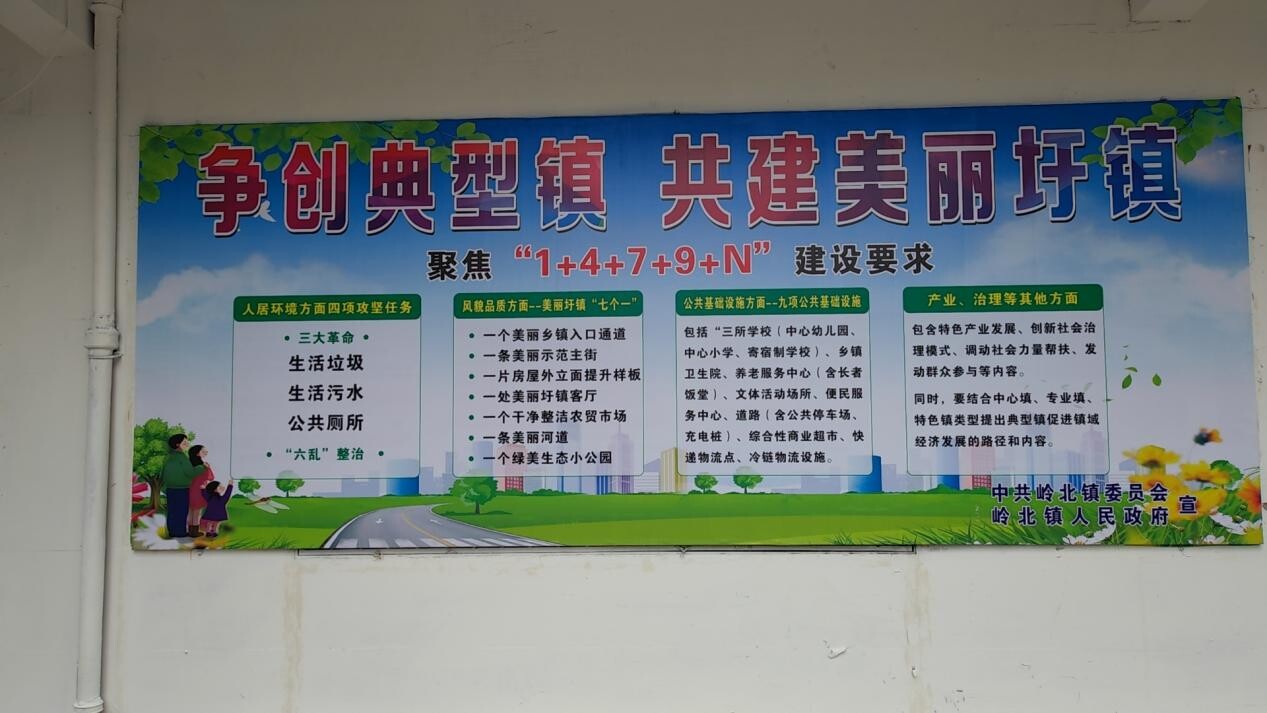 争创典型镇 共建美丽圩镇
聚焦“1+4+7+9+N”建设要求
人居环境方面四项攻坚任务
·三大革命·
生活垃圾
生活污水
公共厕所
·“六乱”整治·
风貌品质方面--美丽圩镇“七个一”
·一个美丽乡镇入口通道
·一条美丽示范主街
·一片房屋外立面提升样板
·一处美丽圩镇客厅
·一个干净整洁农贸市场
·一条美丽河道
·一个绿美生态小公园
公共基础设施方面--九项公共基础设施
包括“三所学校（中心幼儿园、
中心小学、寄宿制学校）、乡镇
卫生院、养老服务中心（含长者
饭堂）、文体活动场所、便民服
务中心、道路（含公共停车场、
充电桩）、综合性商业超市、快
递物流点、冷链物流设施。
产业、治理等其他方面
包含特色产业发展、创新社会治
理模式、调动社会力量帮扶、发
动群众参与等内容。
同时，要结合中心填、专业填、
特色镇类型提出典型镇促进镇域
经济发展的路径和内容。
中共岭北镇委员会
岭北镇人民政府 宣